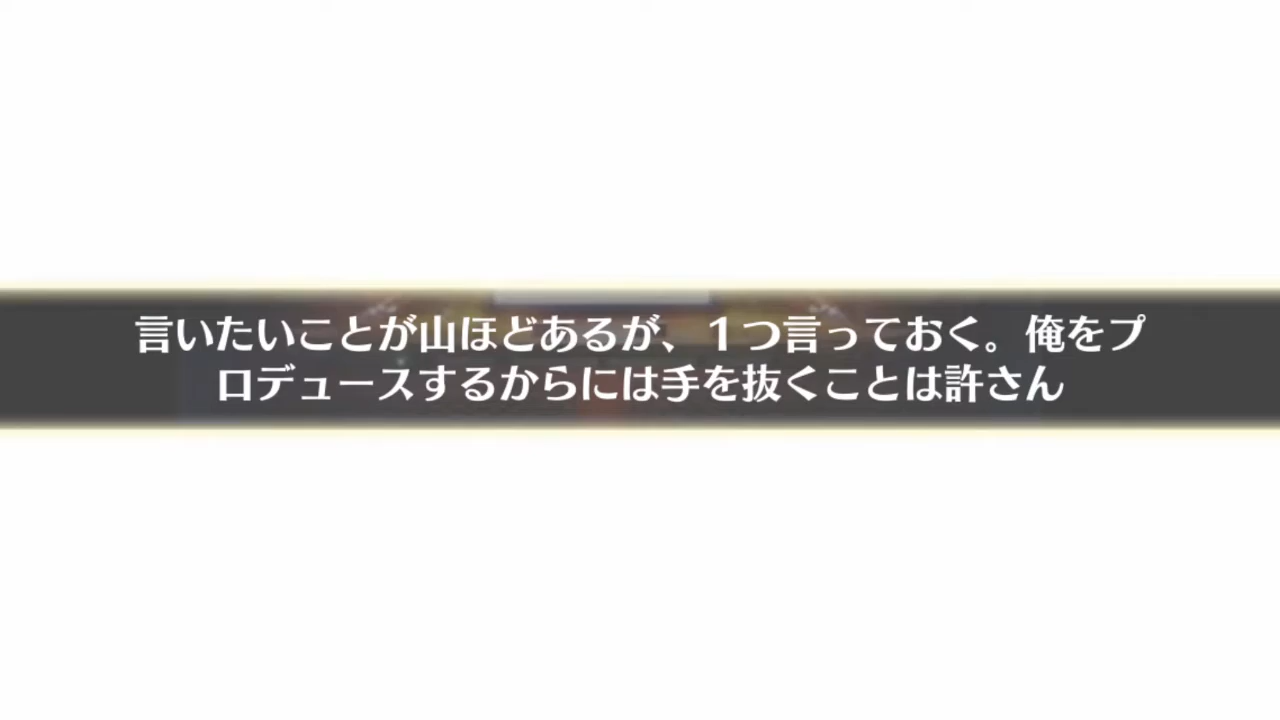 言いたいことが山ほどあるが、１つ言っておく。俺をプ
ロデュースするからには手を抜くことは許さん